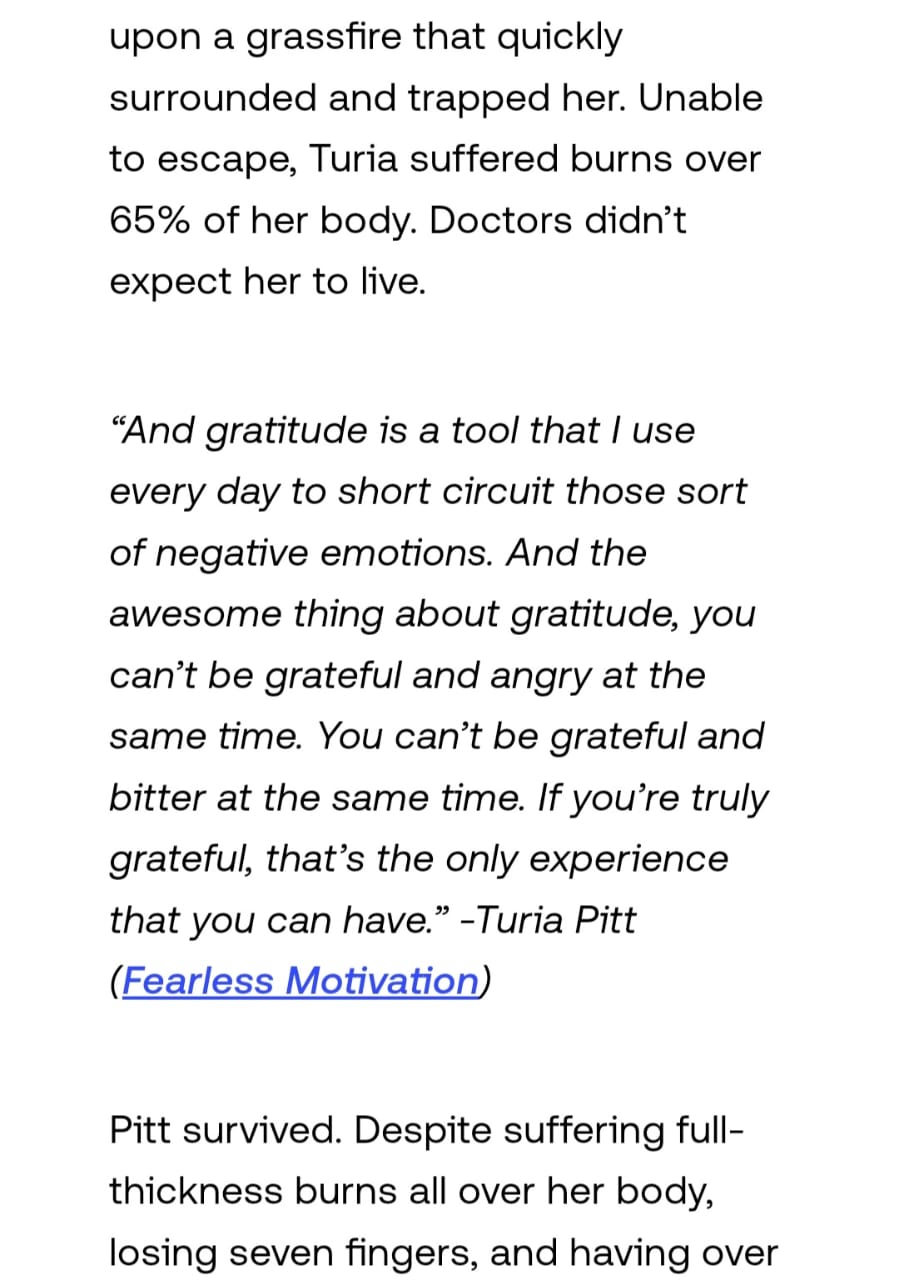 upon a grassfire that quickly
surrounded and trapped her. Unable
to escape, Turia suffered burns over
65% of her body. Doctors didn’t
expect her to live.
“And gratitude is a tool that I use
every day to short circuit those sort
of negative emotions. And the
awesome thing about gratitude, you
can’t be grateful and angry at the
same time. You can’t be grateful and
bitter at the same time. If you’re truly
grateful, that’s the only experience
that you can have.” -Turia Pitt
(Fearless Motivation)
Pitt survived. Despite suffering full-
thickness burns all over her body,
losing seven fingers, and having over